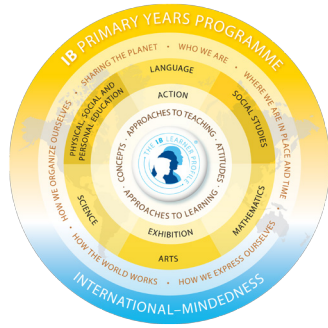 IB PRIMARY YEARS PROGRAMME
SHARING THE PLANET • WHO WE ARE • WHERE WE ARE IN PLACE AND TIME • HOW WE EXPRESS OURSELVES • HOW THE WORLD WORKS • HOW WE ORGANIZE OURSELVES •
LANGUAGE
SOCIAL STUDIES
MATHEMATICS
ARTS
SCIENCE
PHYSICAL, SOCIAL AND
PERSONAL EDUCATION
ACTION
EXHIBITION
APPROACHES TO TEACHING • ATTITUDES •
APPROACHES TO LEARNING • CONCEPTS •
THE IB LEARNER PROFILE
INTERNATIONAL–MINDEDNESS